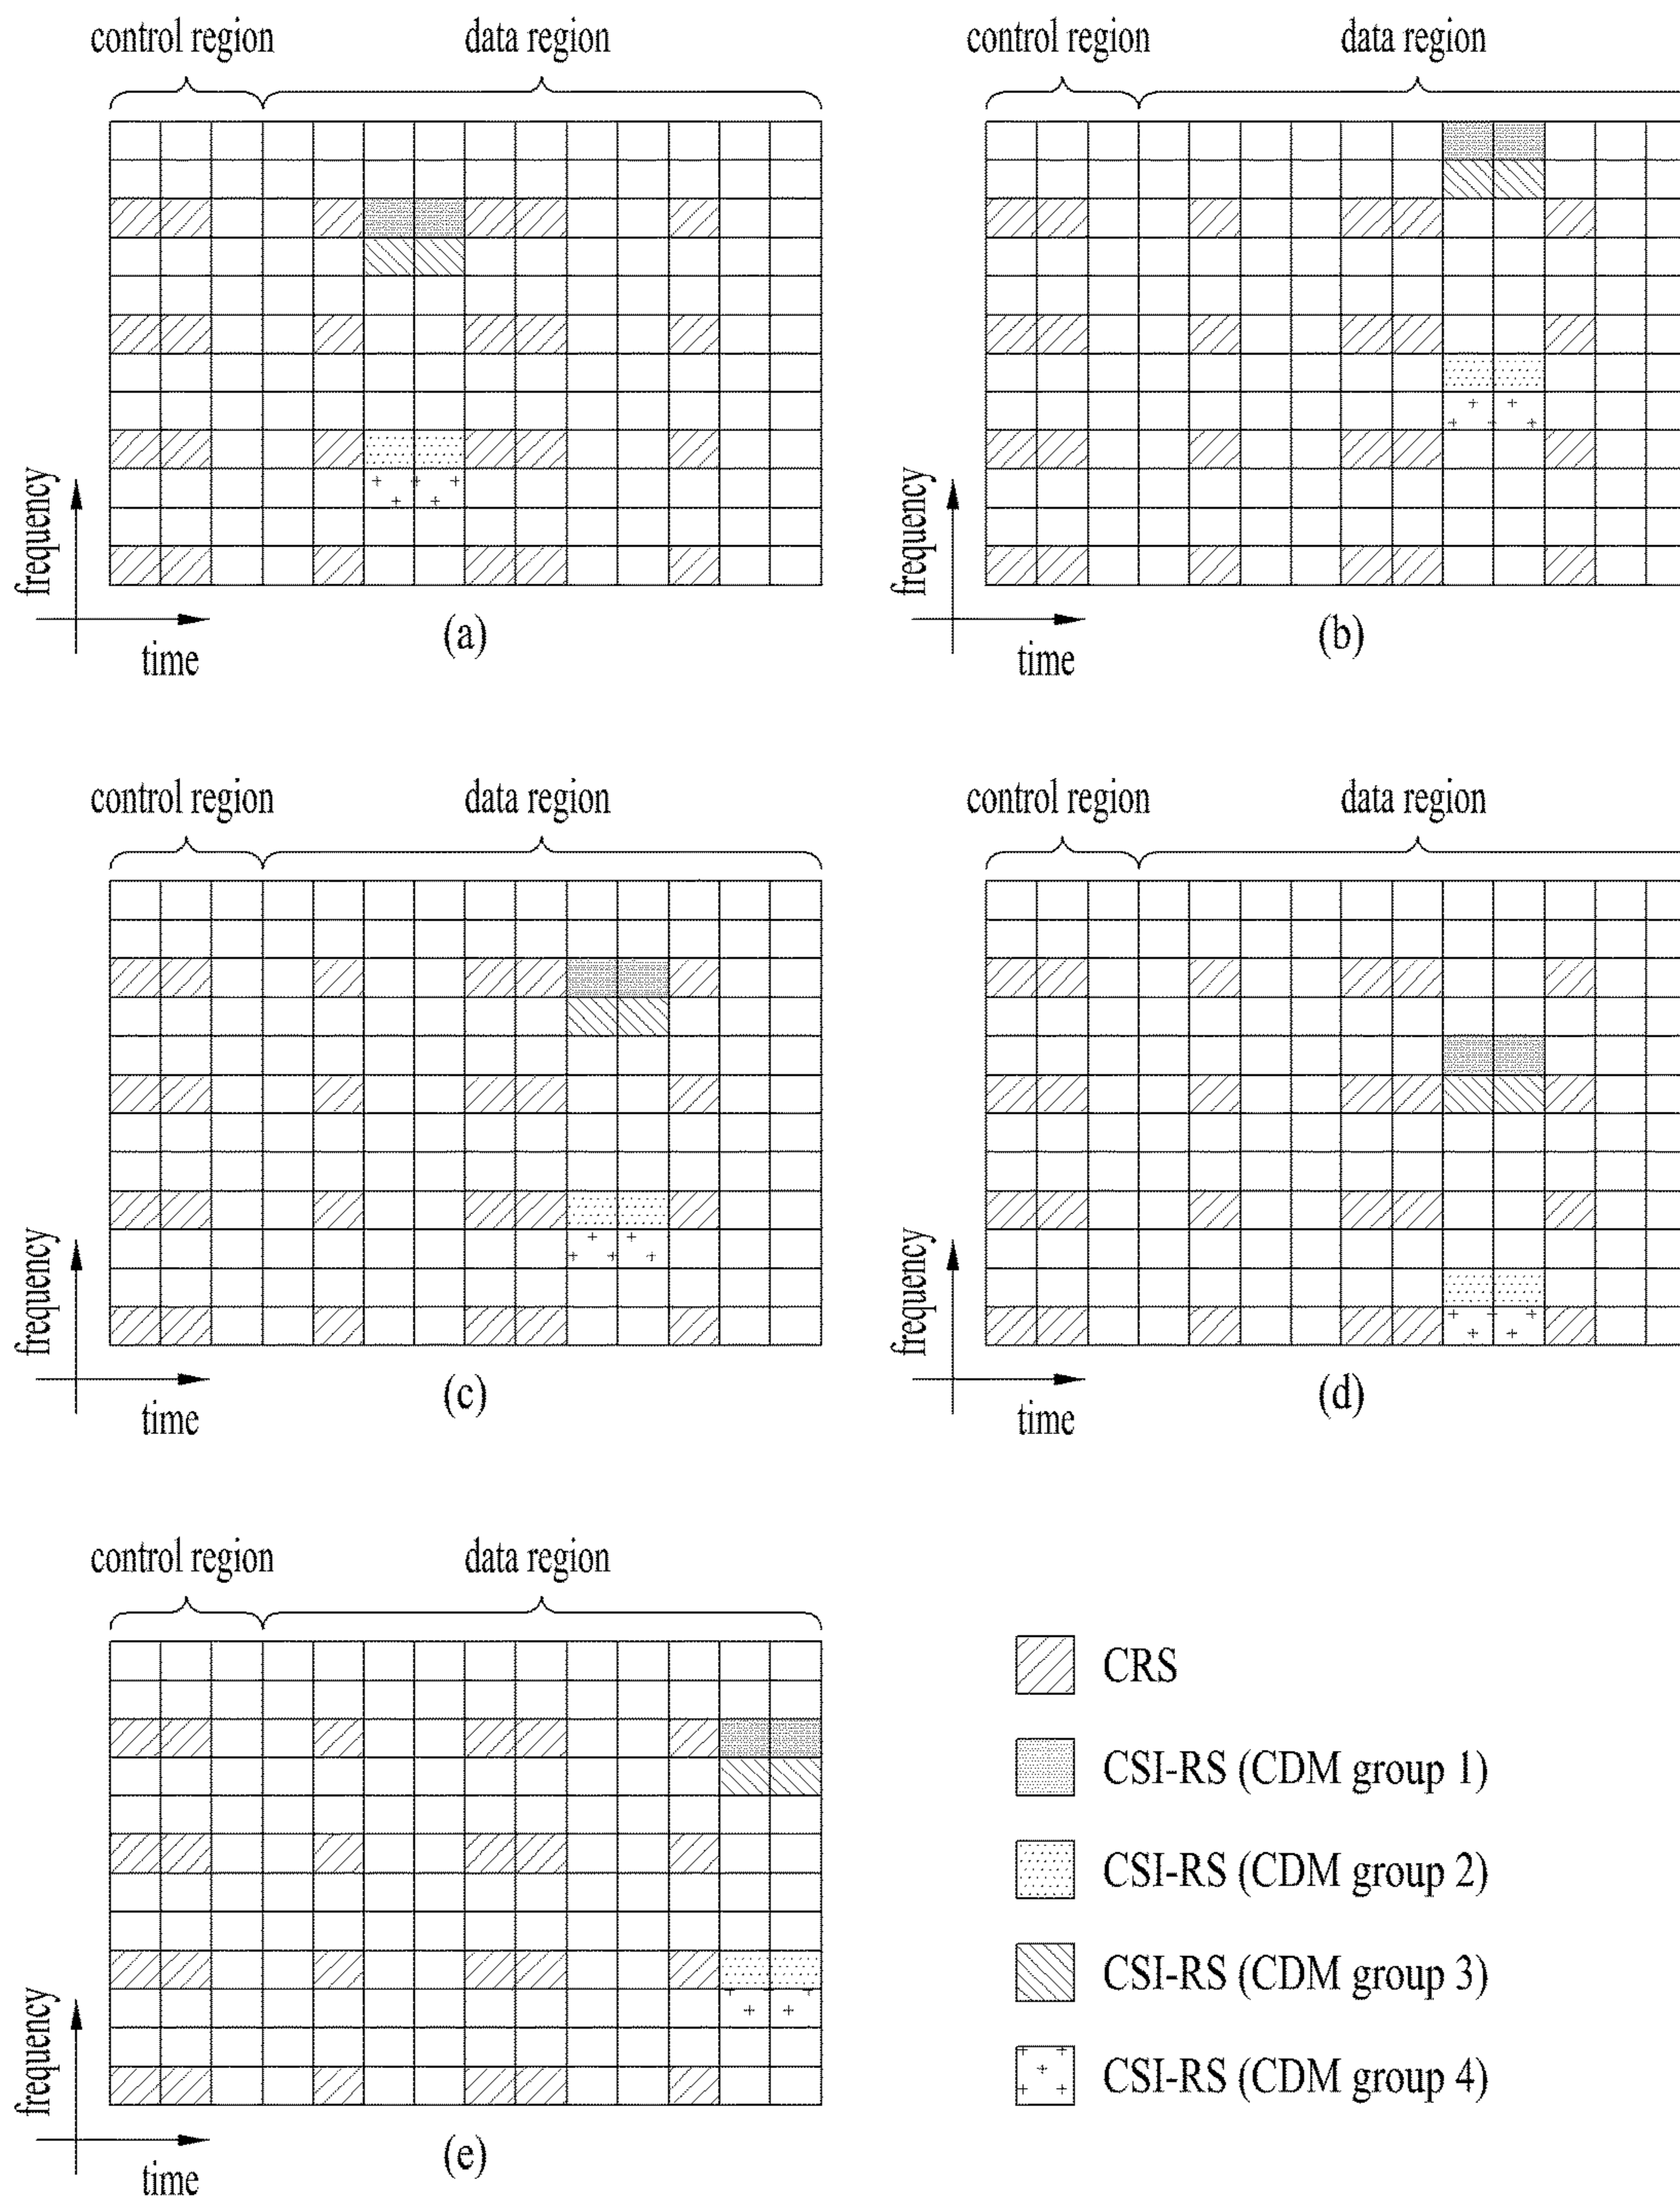 control region
data region
control region
data region
frequency
time
(a)
frequency
time
(b)
control region
data region
control region
data region
frequency
time
(c)
frequency
time
(d)
control region
data region
frequency
time
(e)
CRS
CSI-RS (CDM group 1)
CSI-RS (CDM group 2)
CSI-RS (CDM group 3)
CSI-RS (CDM group 4)